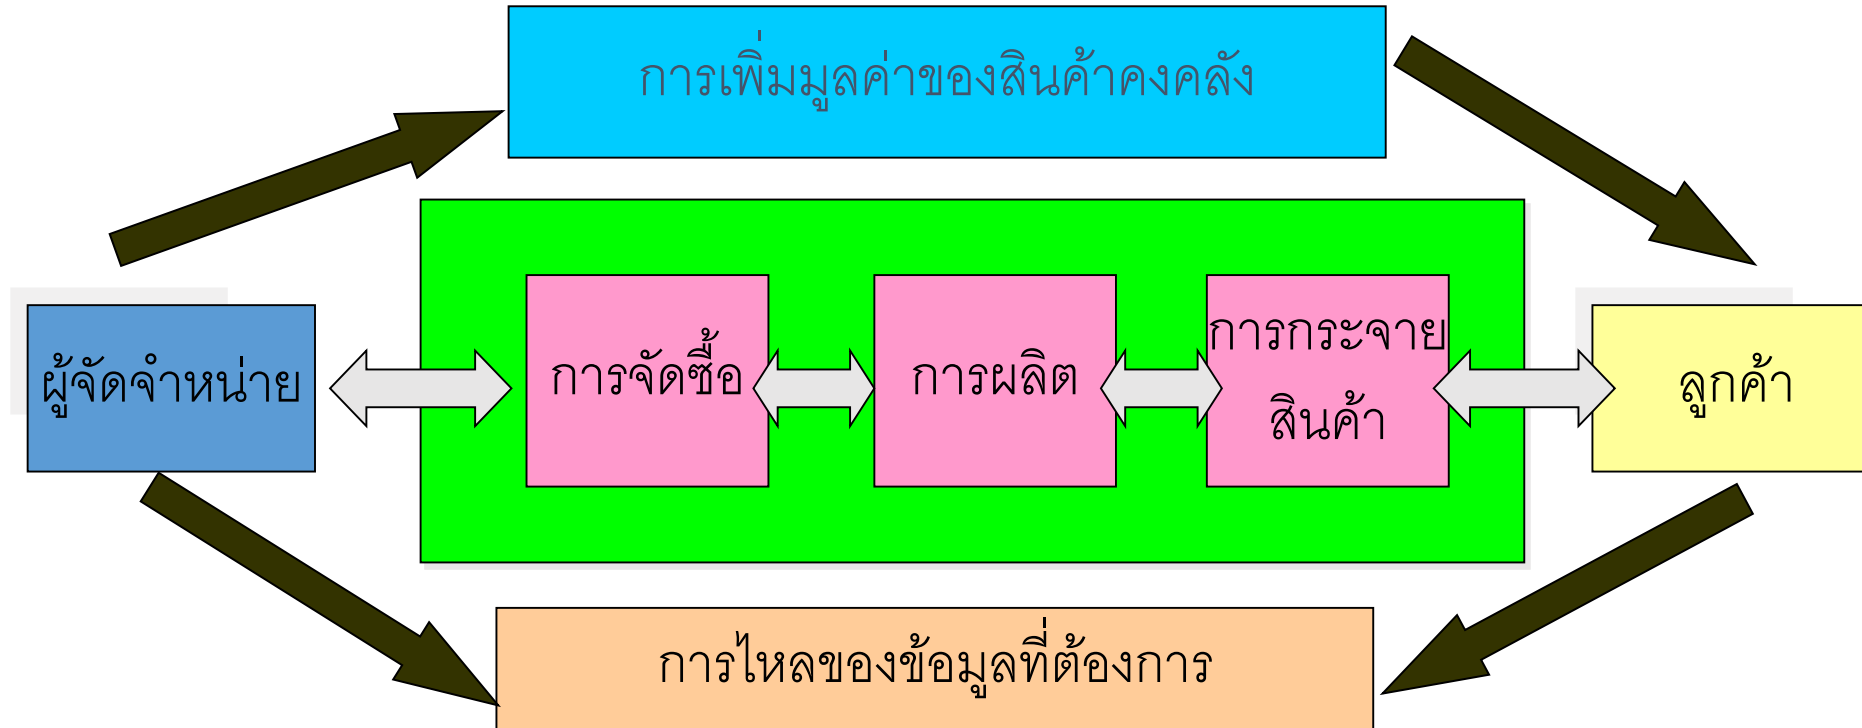 การเพิ่มมูลค่าของสินค้าคงคลัง
ผู้จัดจำหน่าย
การจัดซื้อ
การผลิต
การกระจาย
สินค้า
ลูกค้า
การไหลของข้อมูลที่ต้องการ